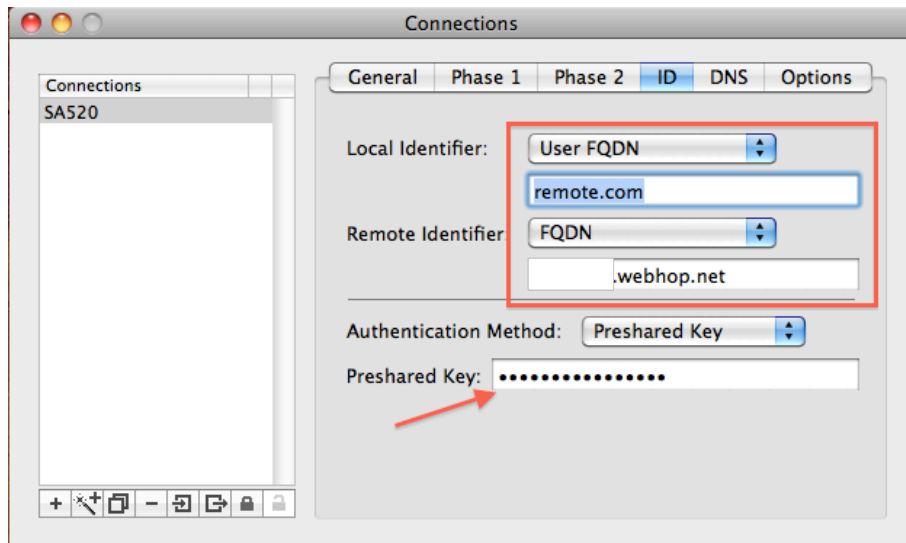 Connections
Connections
SA520
General Phase 1 Phase 2 ID DNS Options
Local Identifier: User FQDN
remote.com
Remote Identifier: FQDN
.webhop.net
Authentication Method: Preshared Key
Preshared Key: ••••••••••••••••